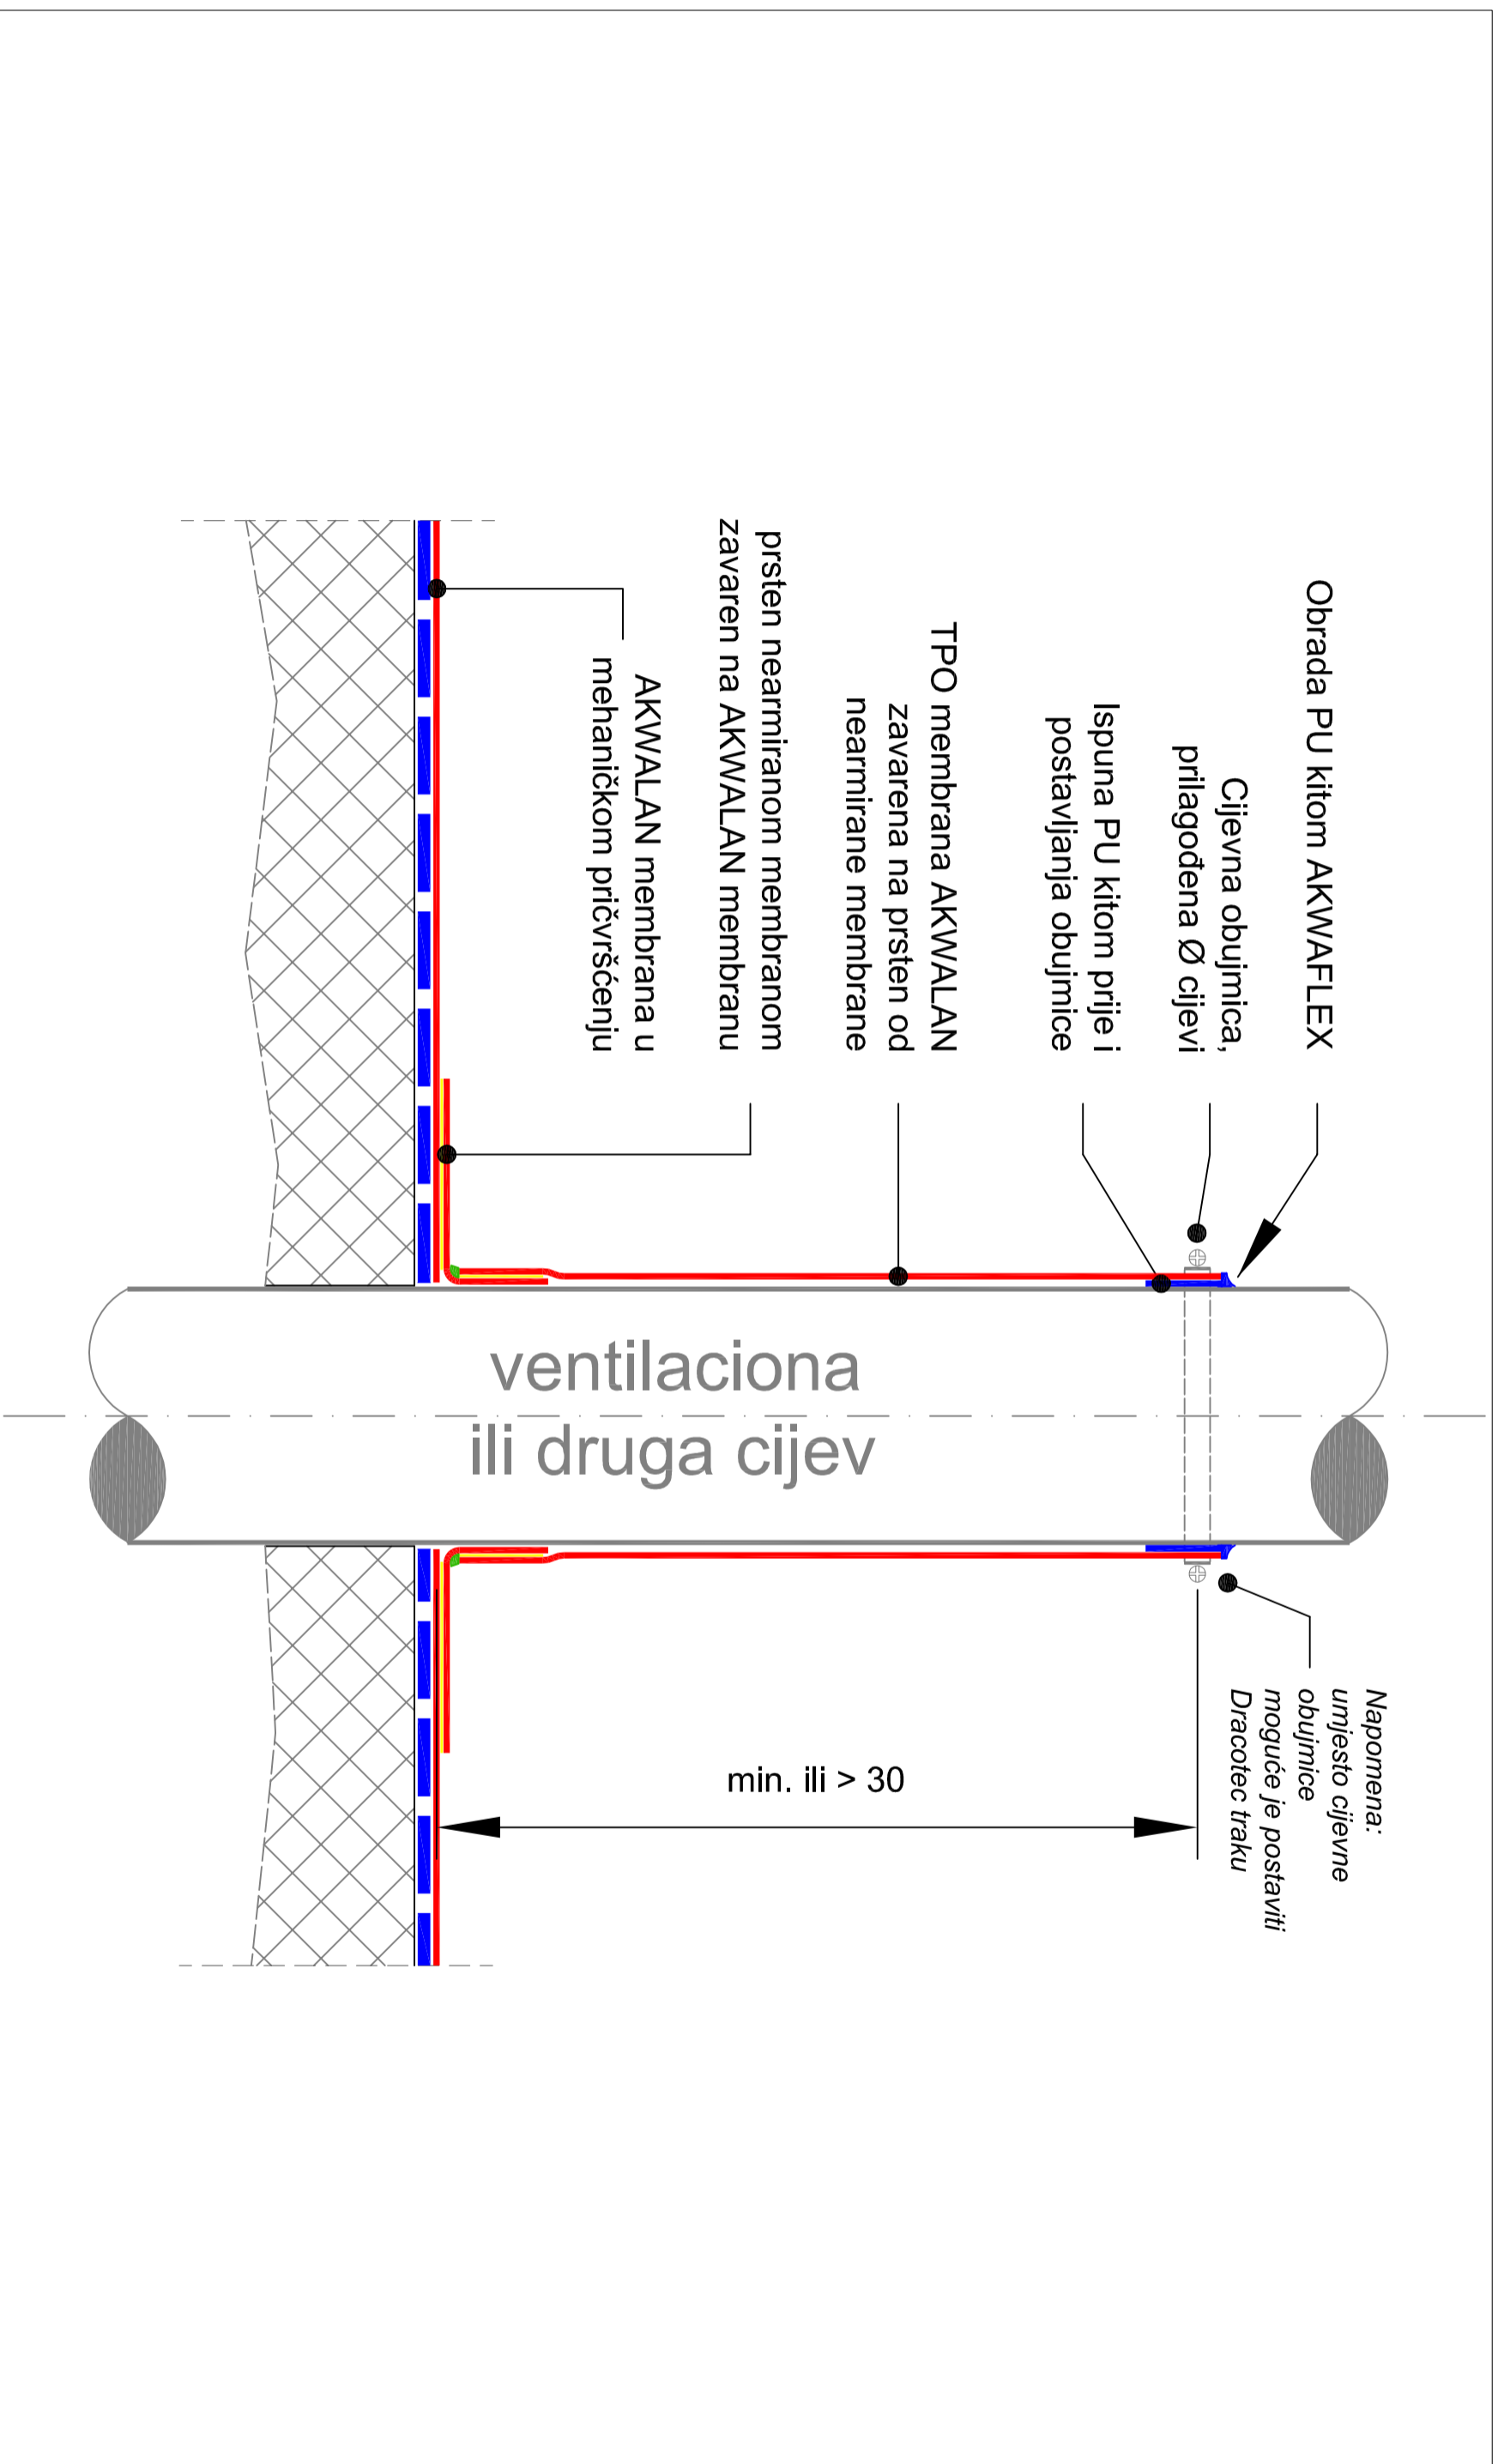 Obrada PU kitom AKWAFLEX
Cijevna obujmica,
prilagođena Ø cijevi
Ispuna PU kitom prije i
postavljanja obujmice
TPO membrana AKWALAN
zavarena na prsten od
nearmirane membrane
prsten nearmiranom membranom
zavaren na AKWALAN membranu
AKWALAN membrana u
mehaničkom pričvršćenju
ventilaciona
ili druga cijev
Napomena:
umjesto cijevne
obujmice
moguće je postaviti
Dracotec traku
min. ili > 30